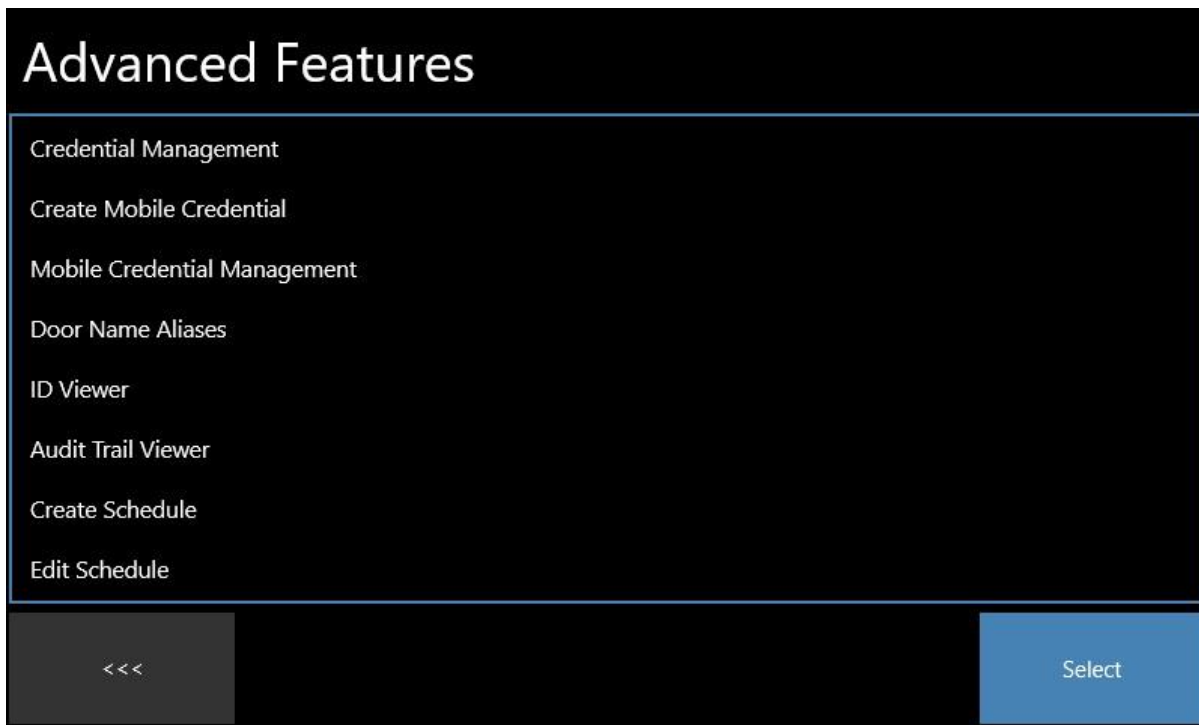 Advanced Features
Credential Management
Create Mobile Credential
Mobile Credential Management
Door Name Aliases
ID Viewer
Audit Trail Viewer
Create Schedule
Edit Schedule
<<<
Select